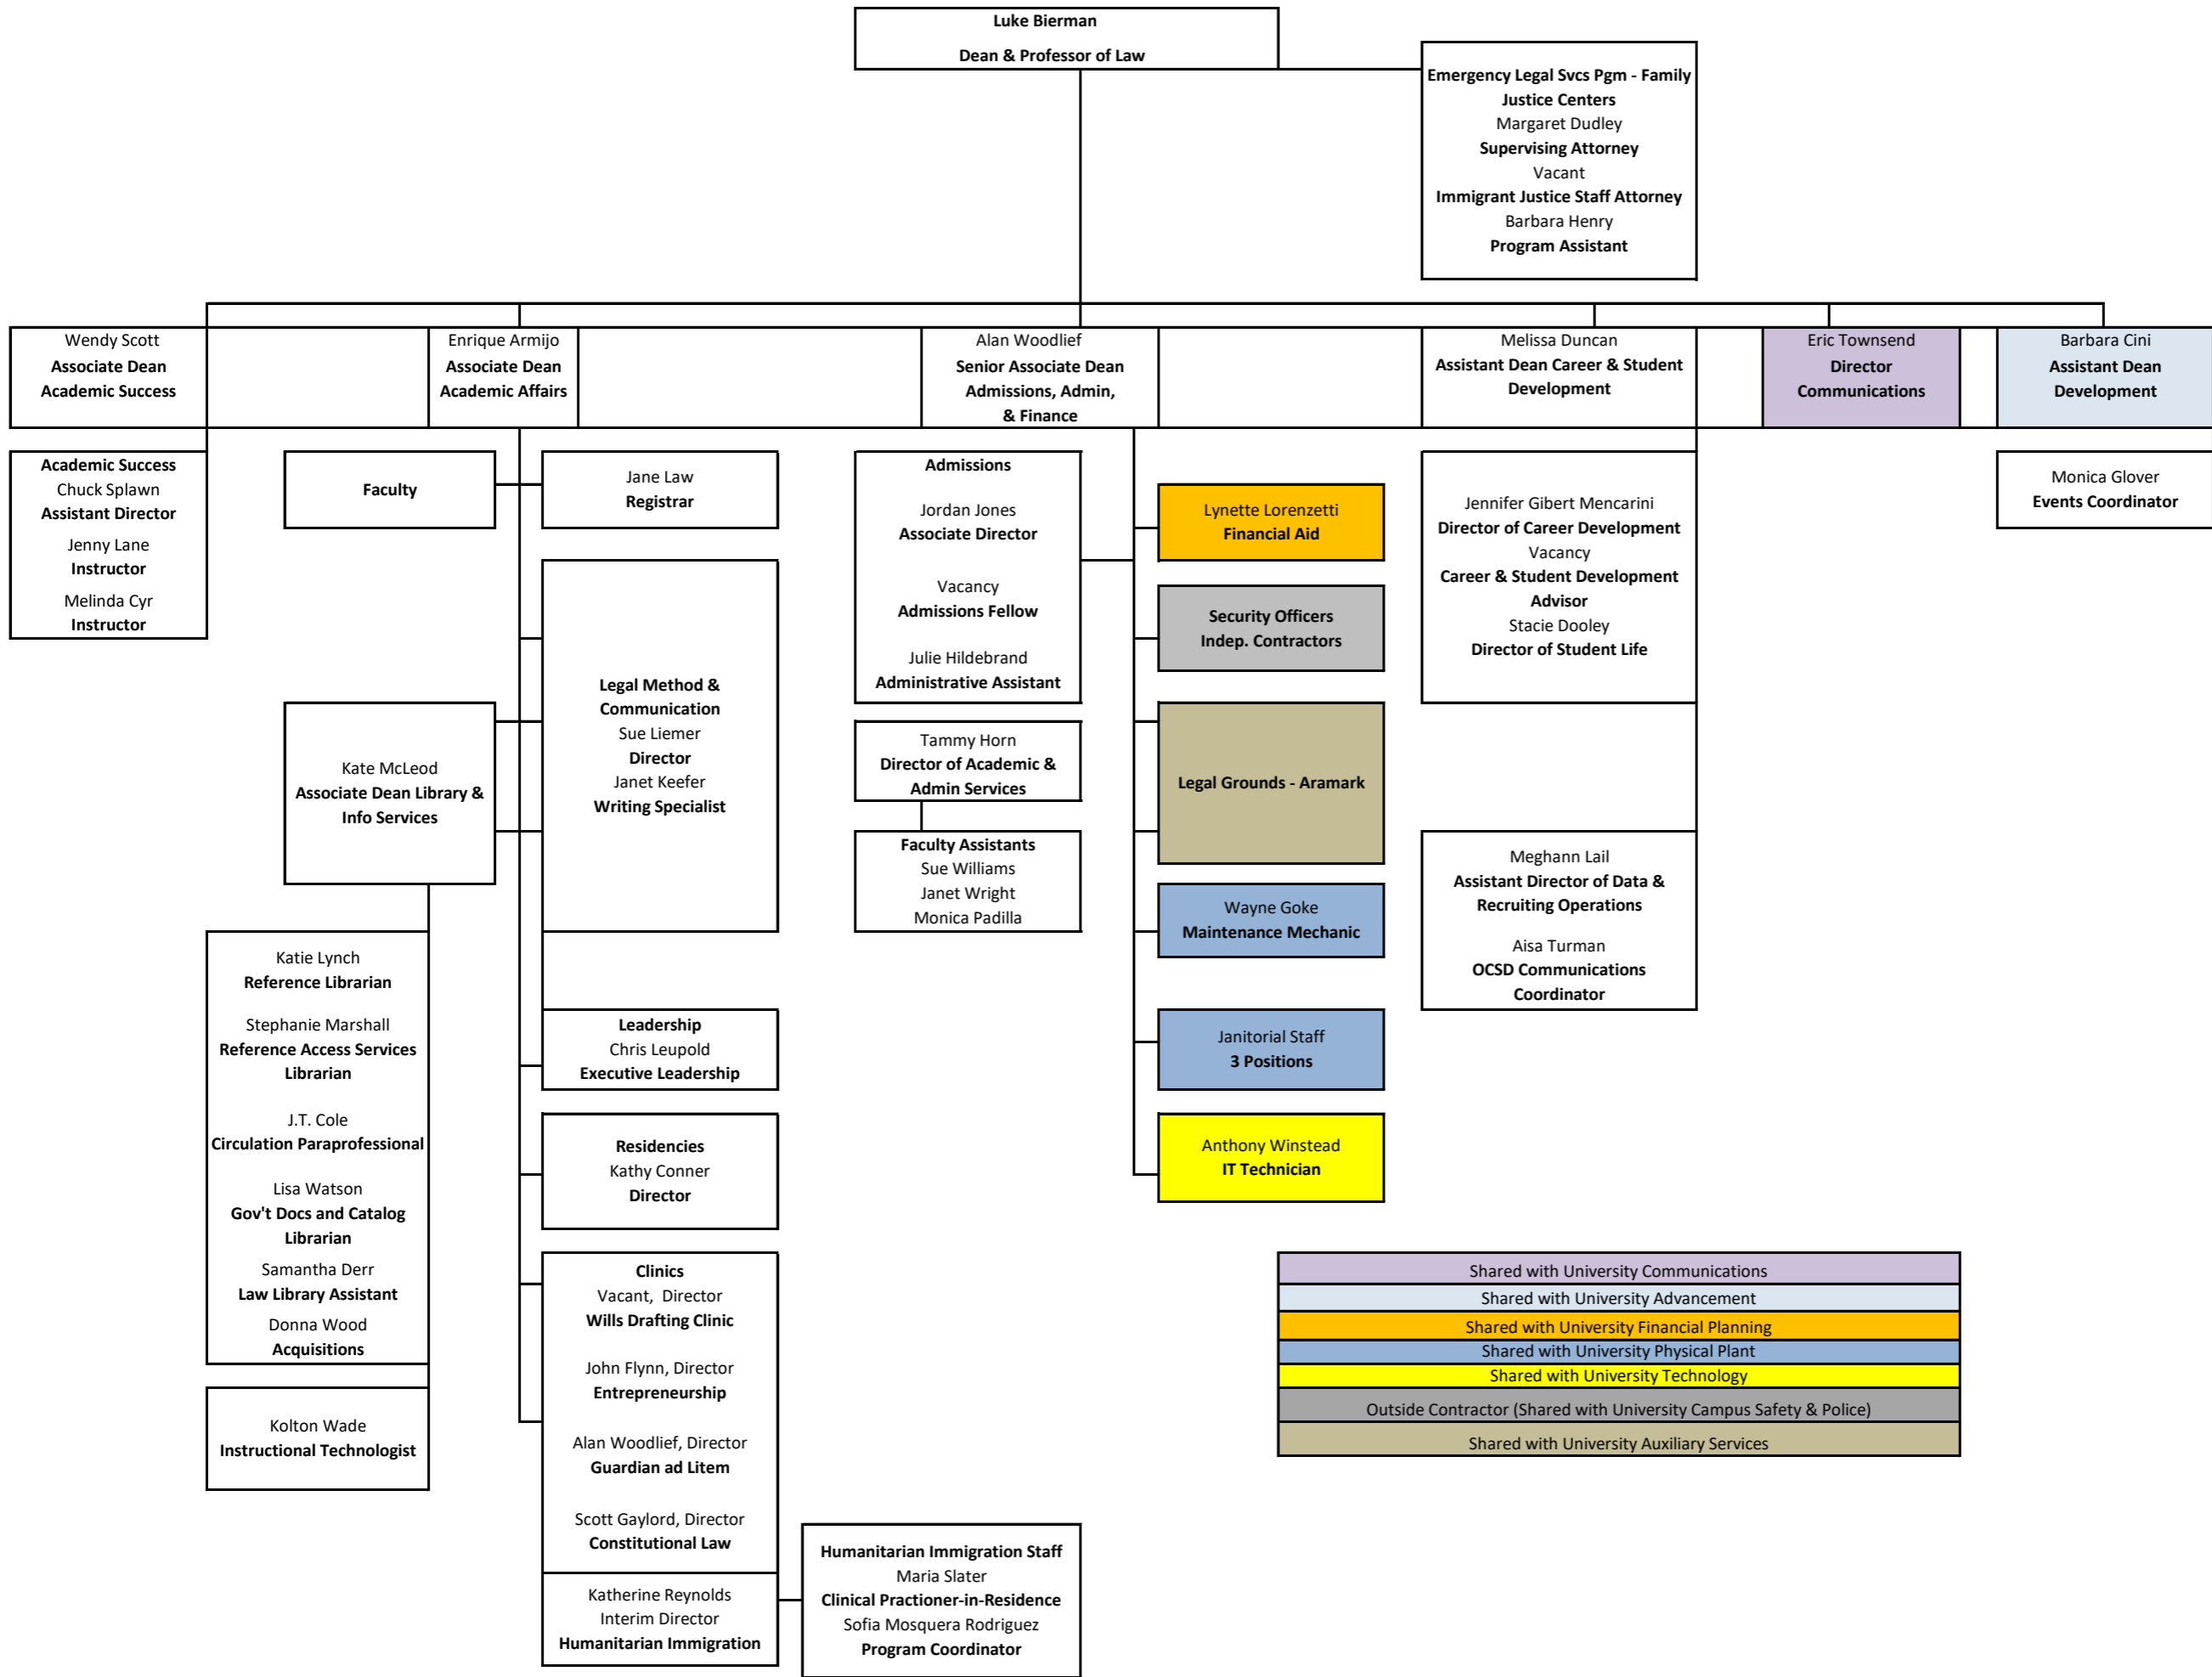 Luke Bierman
Dean & Professor of Law
Emergency Legal Svcs Pgm - Family
Justice Centers
Margaret Dudley
Supervising Attorney
Vacant
Immigrant Justice Staff Attorney
Barbara Henry
Program Assistant
Wendy Scott
Associate Dean
Academic Success
Enrique Armijo
Associate Dean
Academic Affairs
Alan Woodlief
Senior Associate Dean
Admissions, Admin,
& Finance
Melissa Duncan
Assistant Dean Career & Student
Development
Eric Townsend
Director
Communications
Barbara Cini
Assistant Dean
Development
Academic Success
Chuck Splawn
Assistant Director
Jenny Lane
Instructor
Melinda Cyr
Instructor
Faculty
Jane Law
Registrar
Legal Method &
Communication
Sue Liemer
Director
Janet Keefer
Writing Specialist
Kate McLeod
Associate Dean Library &
Info Services
Katie Lynch
Reference Librarian
Stephanie Marshall
Reference Access Services
Librarian
J.T. Cole
Circulation Paraprofessional
Lisa Watson
Gov't Docs and Catalog
Librarian
Samantha Derr
Law Library Assistant
Donna Wood
Acquisitions
Kolton Wade
Instructional Technologist
Leadership
Chris Leupold
Executive Leadership
Residencies
Kathy Conner
Director
Clinics
Vacant,  Director
Wills Drafting Clinic
John Flynn, Director
Entrepreneurship
Alan Woodlief, Director
Guardian ad Litem
Scott Gaylord, Director
Constitutional Law
Katherine Reynolds
Interim Director
Humanitarian Immigration
Humanitarian Immigration Staff
Maria Slater
Clinical Practioner-in-Residence
Sofia Mosquera Rodriguez
Program Coordinator
Admissions
Jordan Jones
Associate Director
Vacancy
Admissions Fellow
Julie Hildebrand
Administrative Assistant
Tammy Horn
Director of Academic &
Admin Services
Faculty Assistants
Sue Williams
Janet Wright
Monica Padilla
Lynette Lorenzetti
Financial Aid
Security Officers
Indep. Contractors
Legal Grounds - Aramark
Wayne Goke
Maintenance Mechanic
Janitorial Staff
3 Positions
Anthony Winstead
IT Technician
Jennifer Gibert Mencarini
Director of Career Development
Vacancy
Career & Student Development
Advisor
Stacie Dooley
Director of Student Life
Meghann Lail
Assistant Director of Data &
Recruiting Operations
Aisa Turman
OCSD Communications
Coordinator
Monica Glover
Events Coordinator
Shared with University Communications
Shared with University Advancement
Shared with University Financial Planning
Shared with University Physical Plant
Shared with University Technology
Outside Contractor (Shared with University Campus Safety & Police)
Shared with University Auxiliary Services